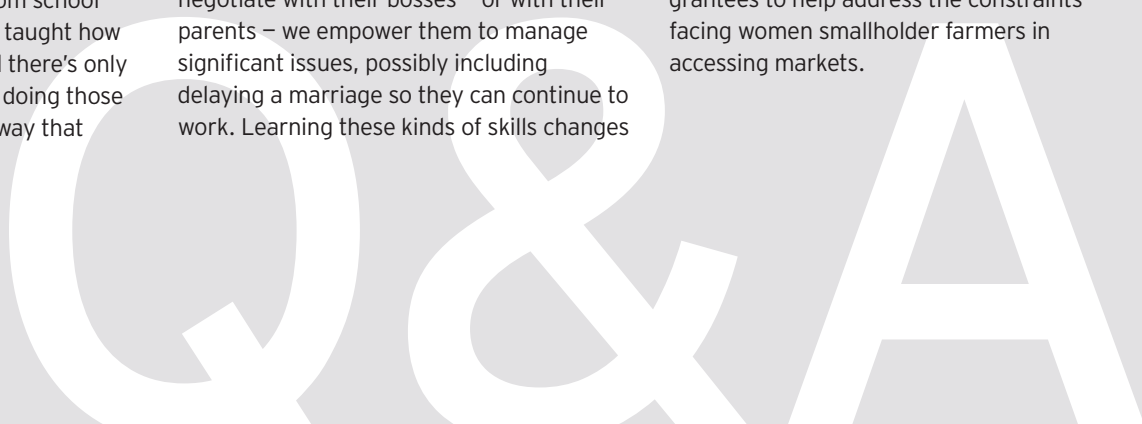 om school
taught how
there's only
doing those
way that
negotiate with their bosses – or with their
parents – we empower them to manage
significant issues, possibly including
delaying a marriage so they can continue to
work. Learning these kinds of skills changes
grantees to help address the constraints
facing women smallholder farmers in
accessing markets.
Q&A